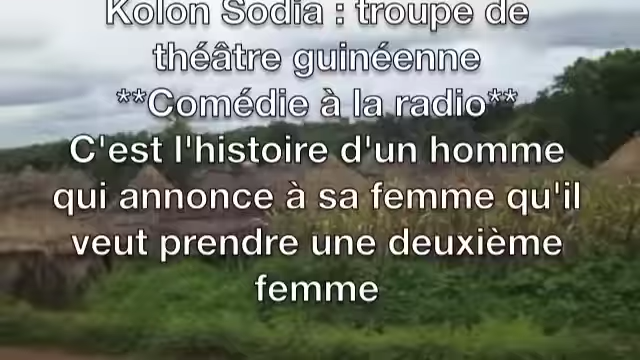 Kolon Sodia : troupe de
théâtre guinéenne
**Comédie à la radio**
C'est l'histoire d'un homme
qui annonce à sa femme qu'il
veut prendre une deuxième
femme